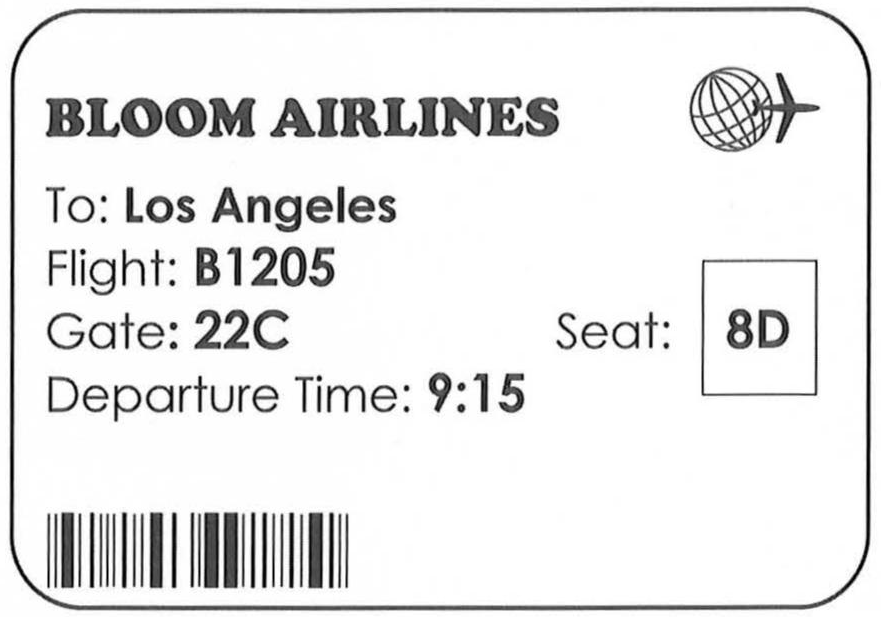 BLOOM AIRLINES
To: Los Angeles
Flight: B1205
Gate: 22C
Seat: 8D
Departure Time: 9:15